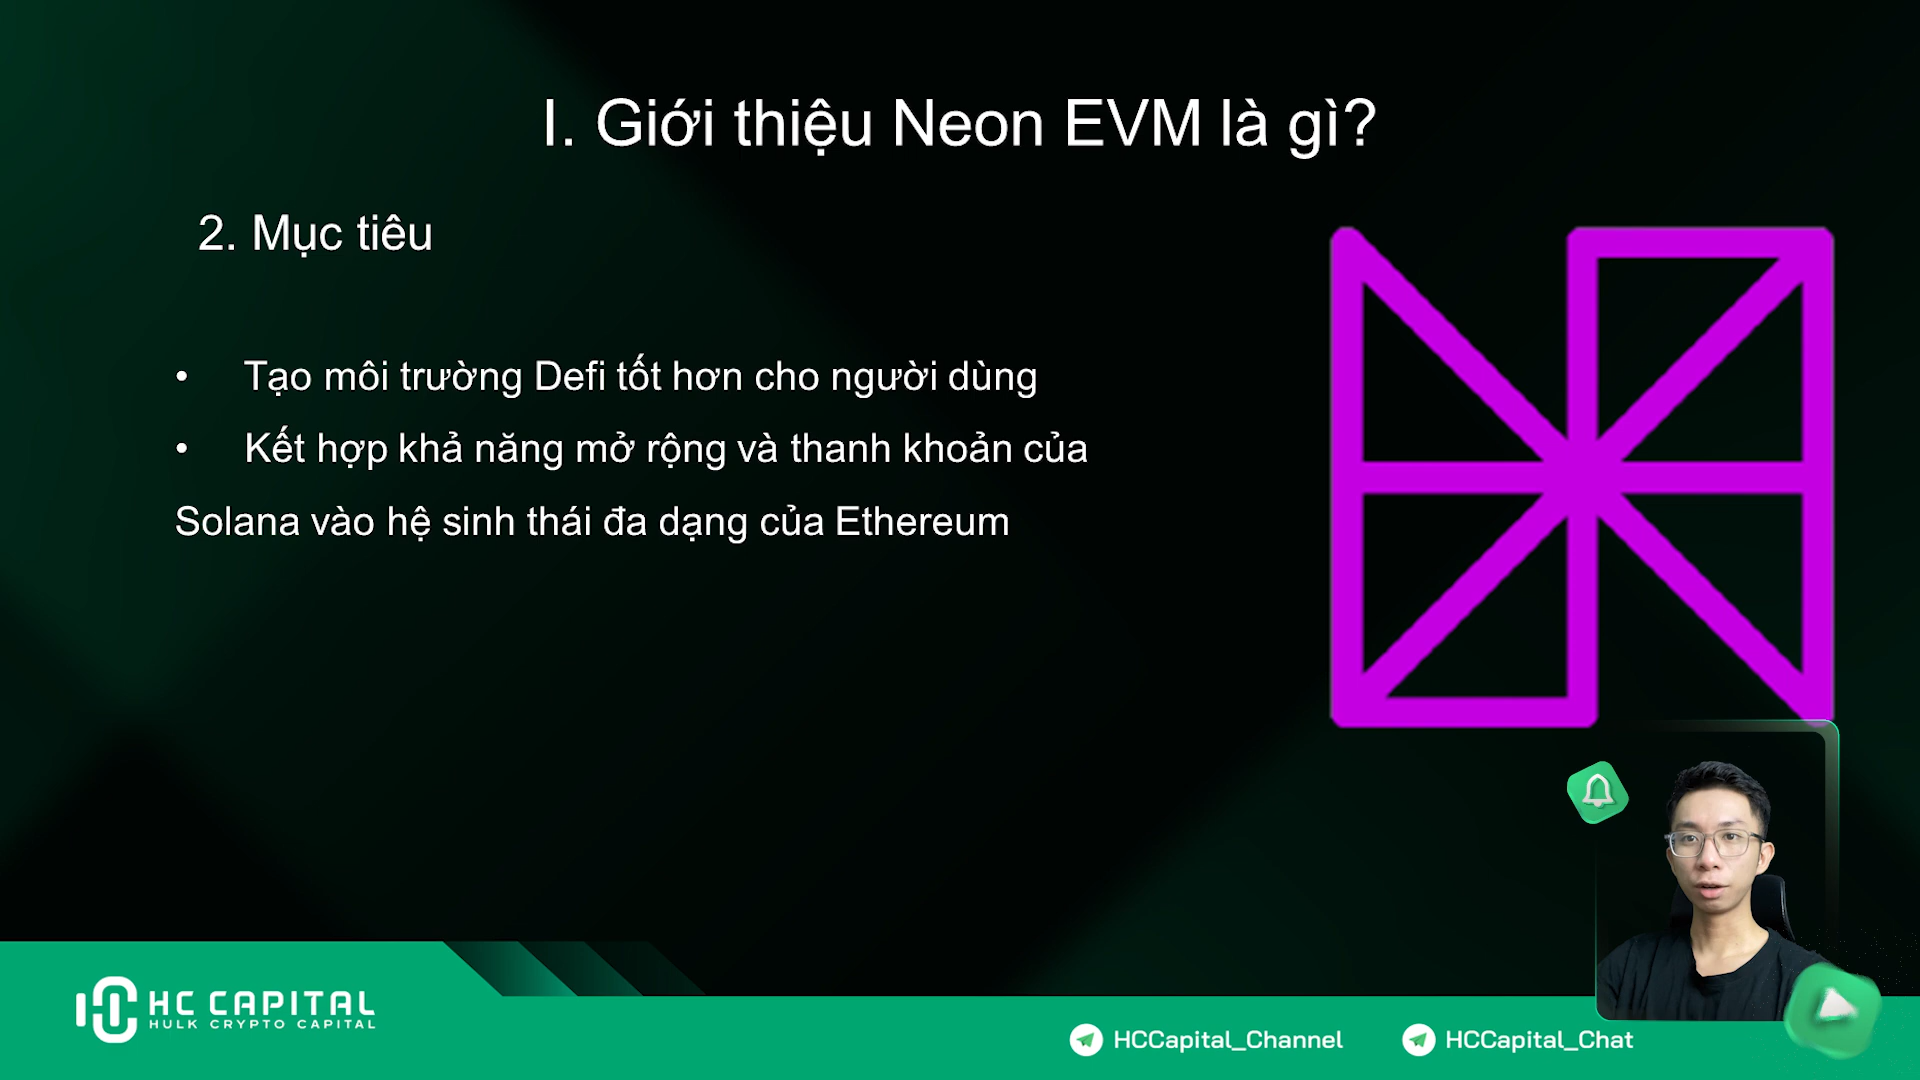 I. Giới thiệu Neon EVM là gì?
2. Mục tiêu
• Tạo môi trường Defi tốt hơn cho người dùng
• Kết hợp khả năng mở rộng và thanh khoản của
Solana vào hệ sinh thái đa dạng của Ethereum
HC CAPITAL
HULK CRYPTO CAPITAL
HCCapital_Channel
HCCapital_Chat